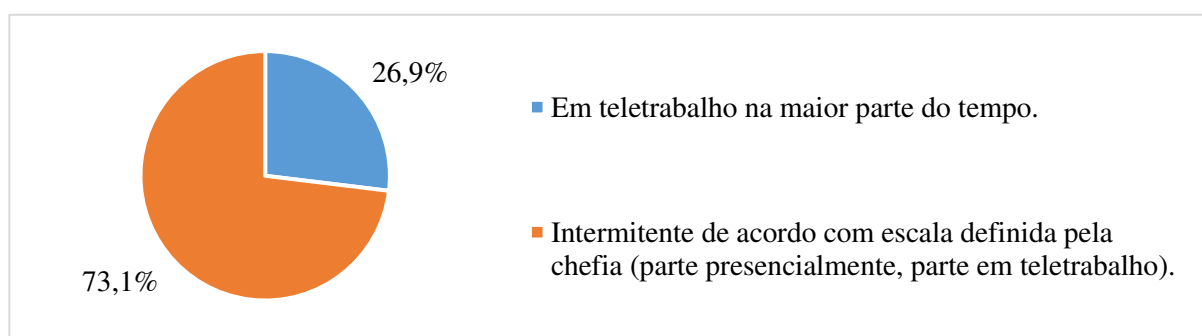 26,9%
Em teletrabalho na maior parte do tempo.
Intermitente de acordo com escala definida pela
chefia (parte presencialmente, parte em teletrabalho).
73,1%